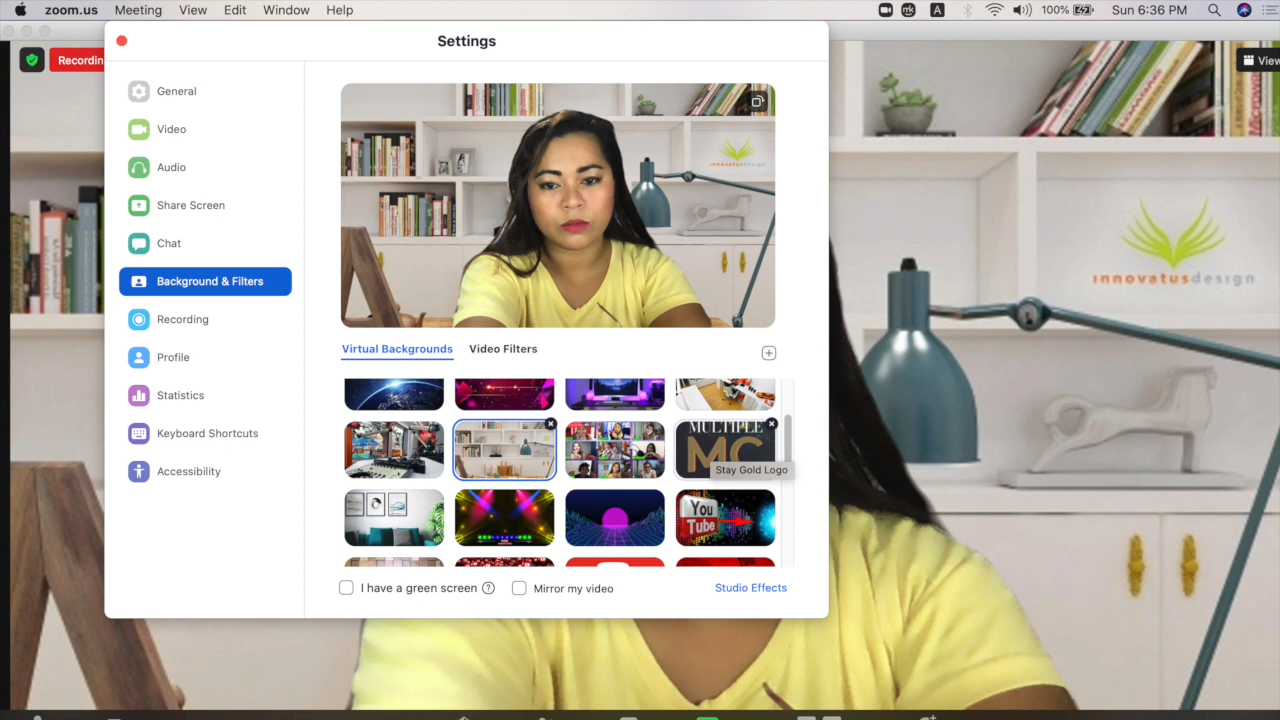 zoom.us Meeting View Edit Window Help 100% Sun 6:36 PM
Settings
Recordin
View
General
Video
Audio
Share Screen
Chat
Background & Filters
Recording
Profile
Statistics
Keyboard Shortcuts
Accessibility
innovatusdesign
innovatusdesign
Virtual Backgrounds Video Filters
MULTIPLE
MC
Stay Gold Logo
You
Tube
I have a green screen ? Mirror my video Studio Effects